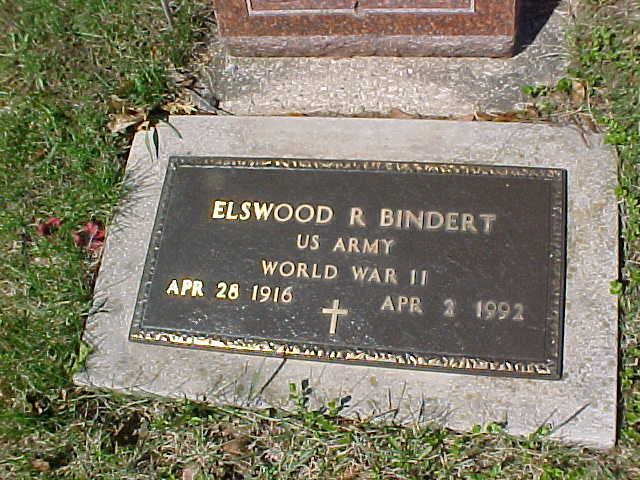 ELSWOOD R BINDERT
US ARMY
WORLD WAR II
APR 28 1916 APR 2 1992